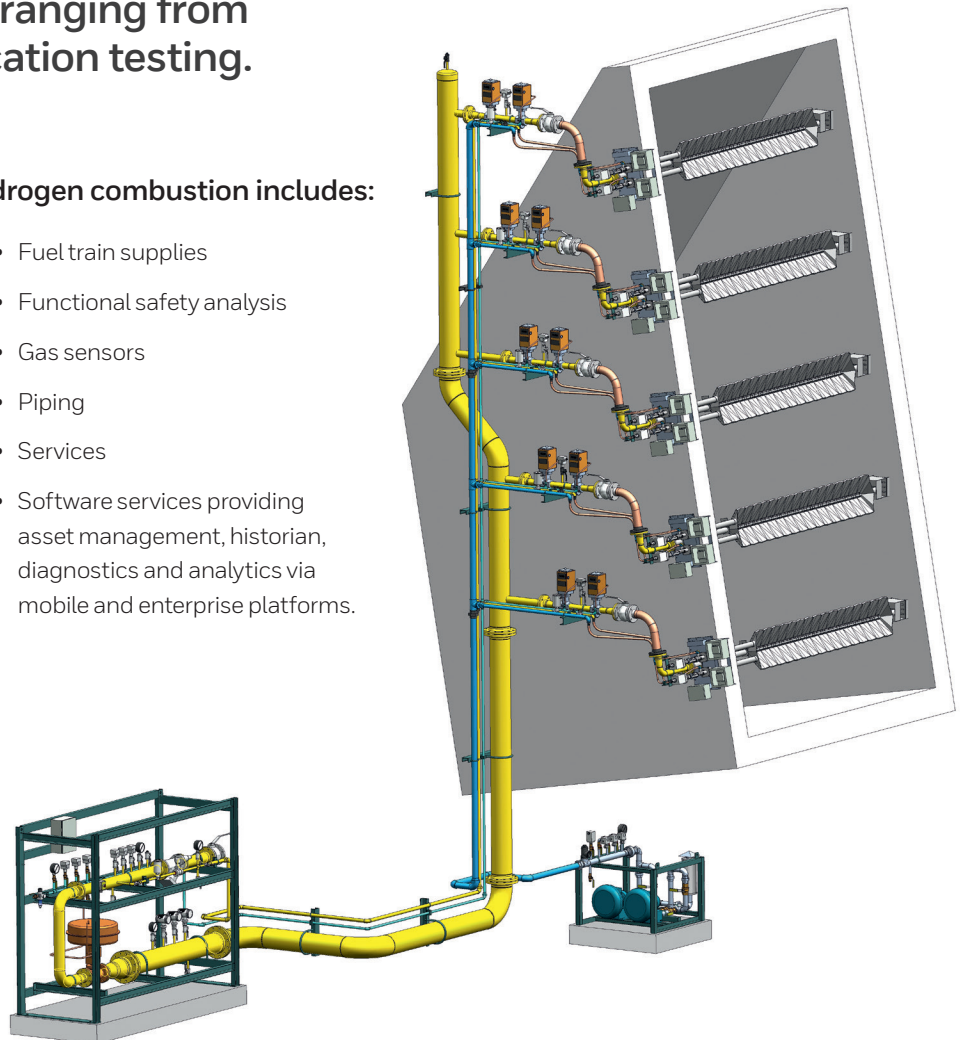 ranging from
cation testing.
drogen combustion includes:
• Fuel train supplies
• Functional safety analysis
• Gas sensors
• Piping
• Services
• Software services providing
asset management, historian,
diagnostics and analytics via
mobile and enterprise platforms.